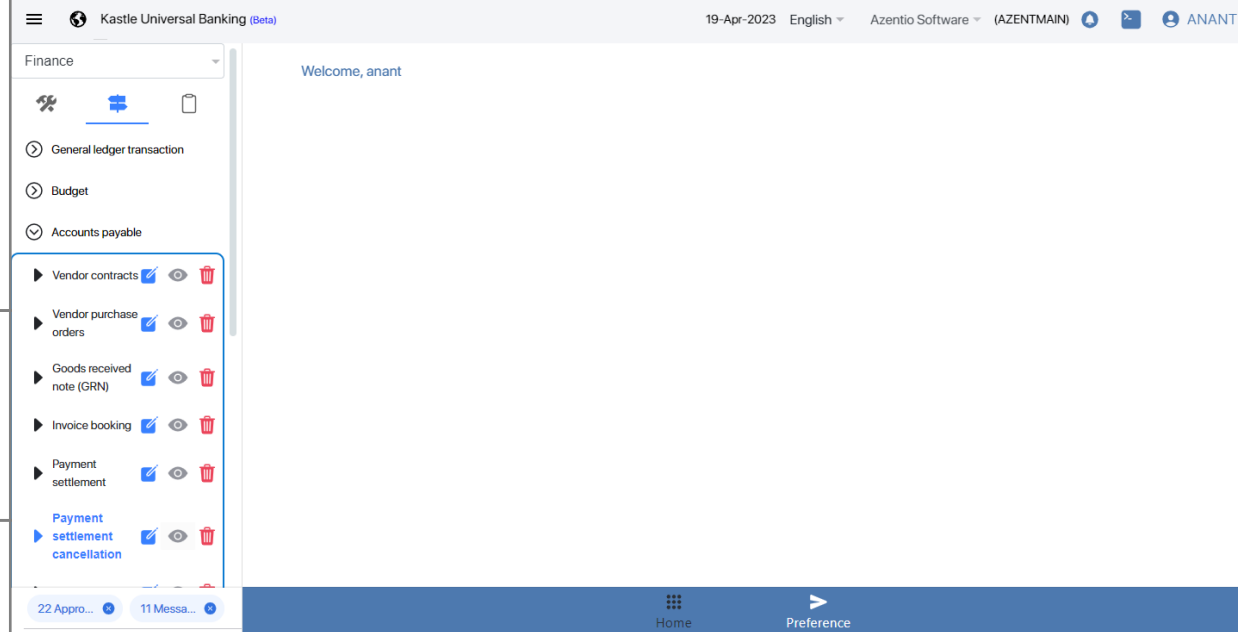 Kastle Universal Banking (Beta)
19-Apr-2023 English Azentio Software (AZENTMAIN) ANANT
Finance
Welcome, anant
General ledger transaction
Budget
Accounts payable
Vendor contracts
Vendor purchase
orders
Goods received
note (GRN)
Invoice booking
Payment
settlement
Payment
settlement
cancellation
22 Appro... 11 Messa...
Home Preference